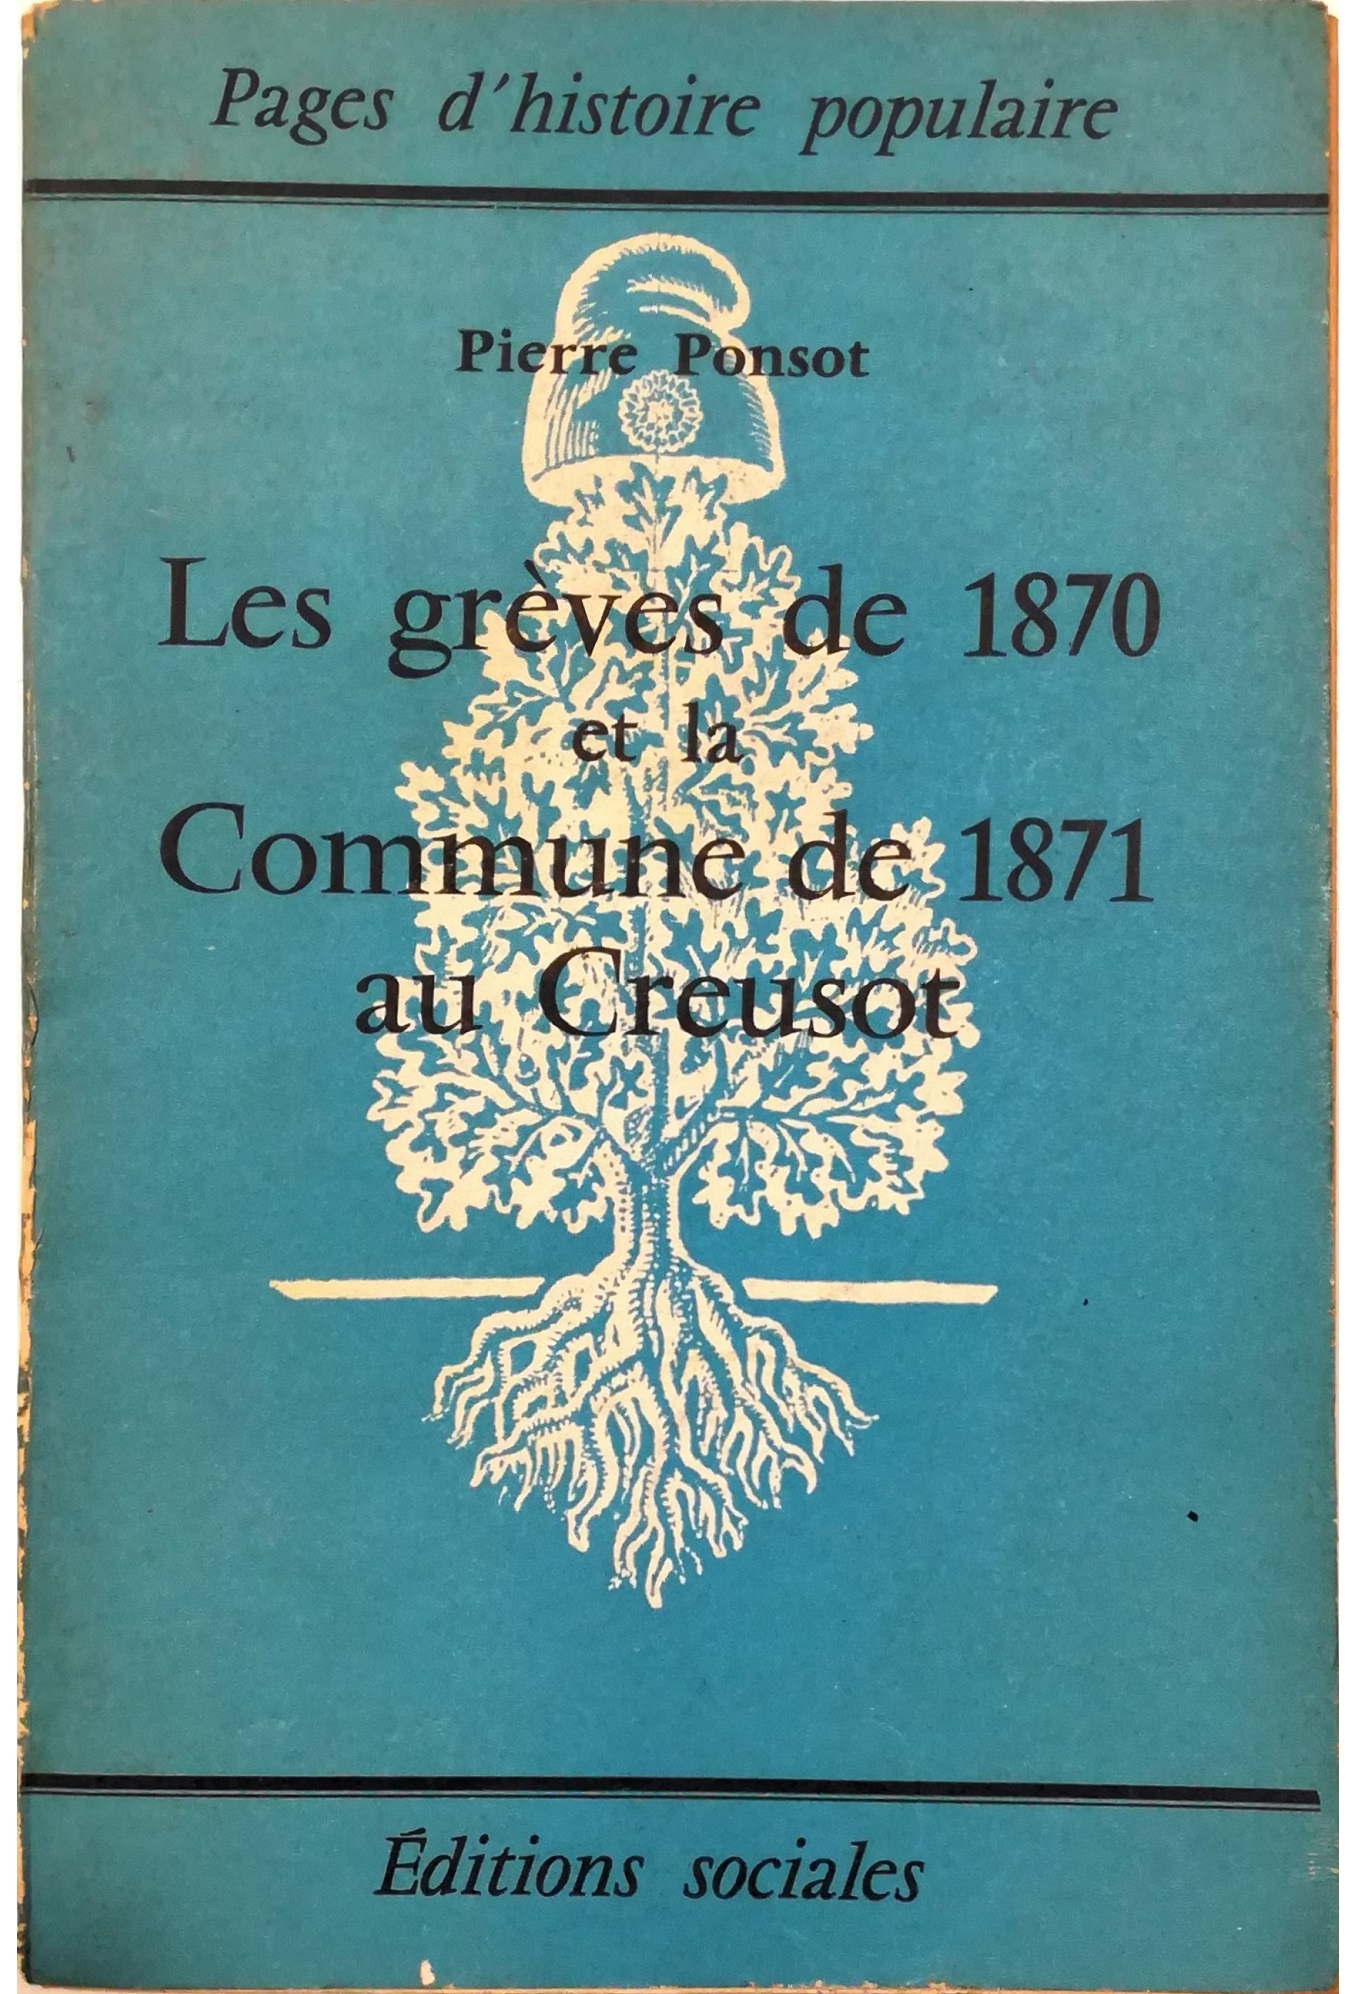 Pages d'histoire populaire
Pierre Ponsot
Les grèves de 1870
et la
Commune de 1871
au Creusot
Éditions sociales